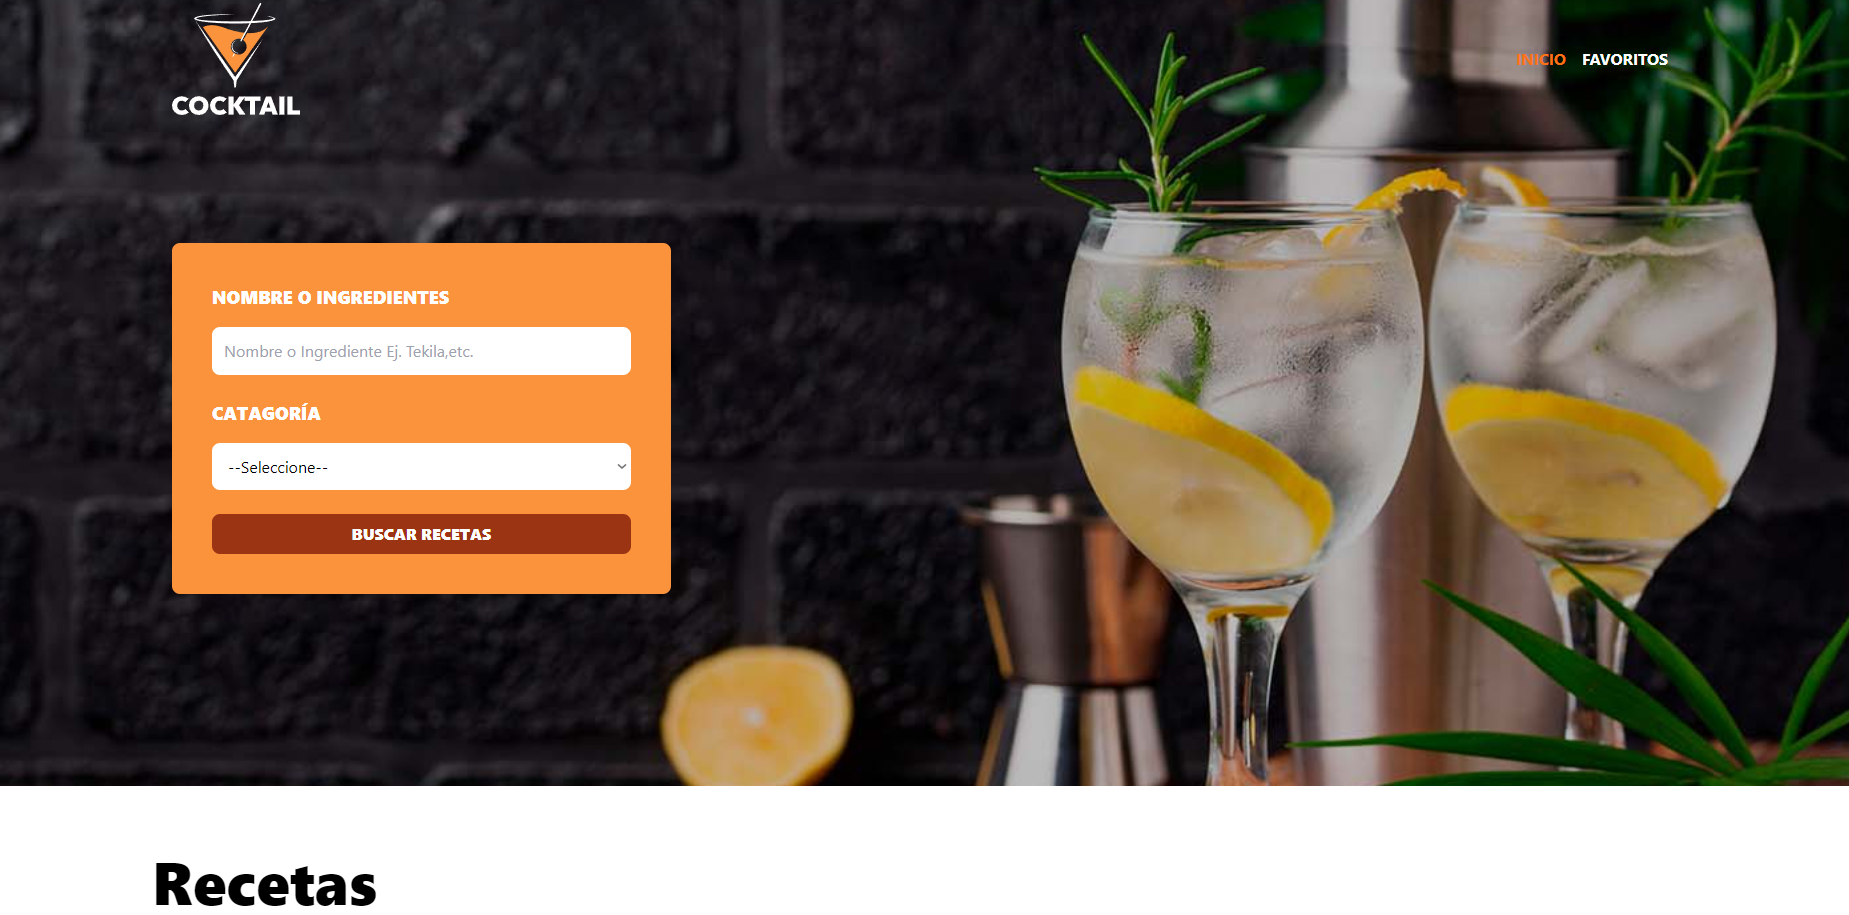 COCKTAIL
INICIO FAVORITOS
NOMBRE O INGREDIENTES
Nombre o Ingrediente Ej. Tekila,etc.
CATAGORÍA
--Seleccione--
BUSCAR RECETAS
Recetas